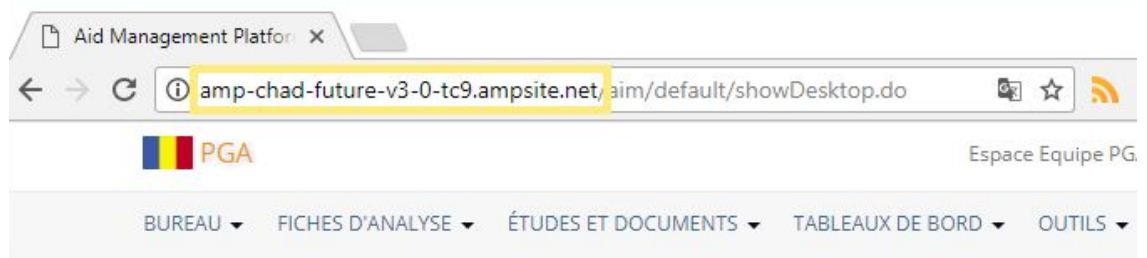 Aid Management Platfor
amp-chad-future-v3-0-tc9.ampsite.net/aim/default/showDesktop.do
PGA Espace Equipe PGA
BUREAU FICHES D'ANALYSE ÉTUDES ET DOCUMENTS TABLEAUX DE BORD OUTILS